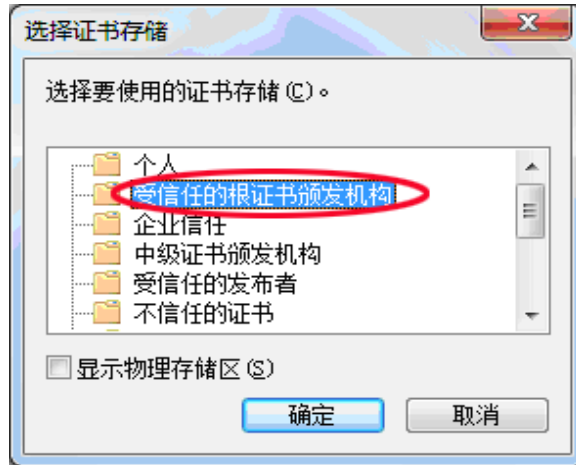 选择证书存储
选择要使用的证书存储(C)。
个人
受信任的根证书颁发机构
企业信任
中级证书颁发机构
受信任的发布者
不信任的证书
显示物理存储区(S)
确定
取消